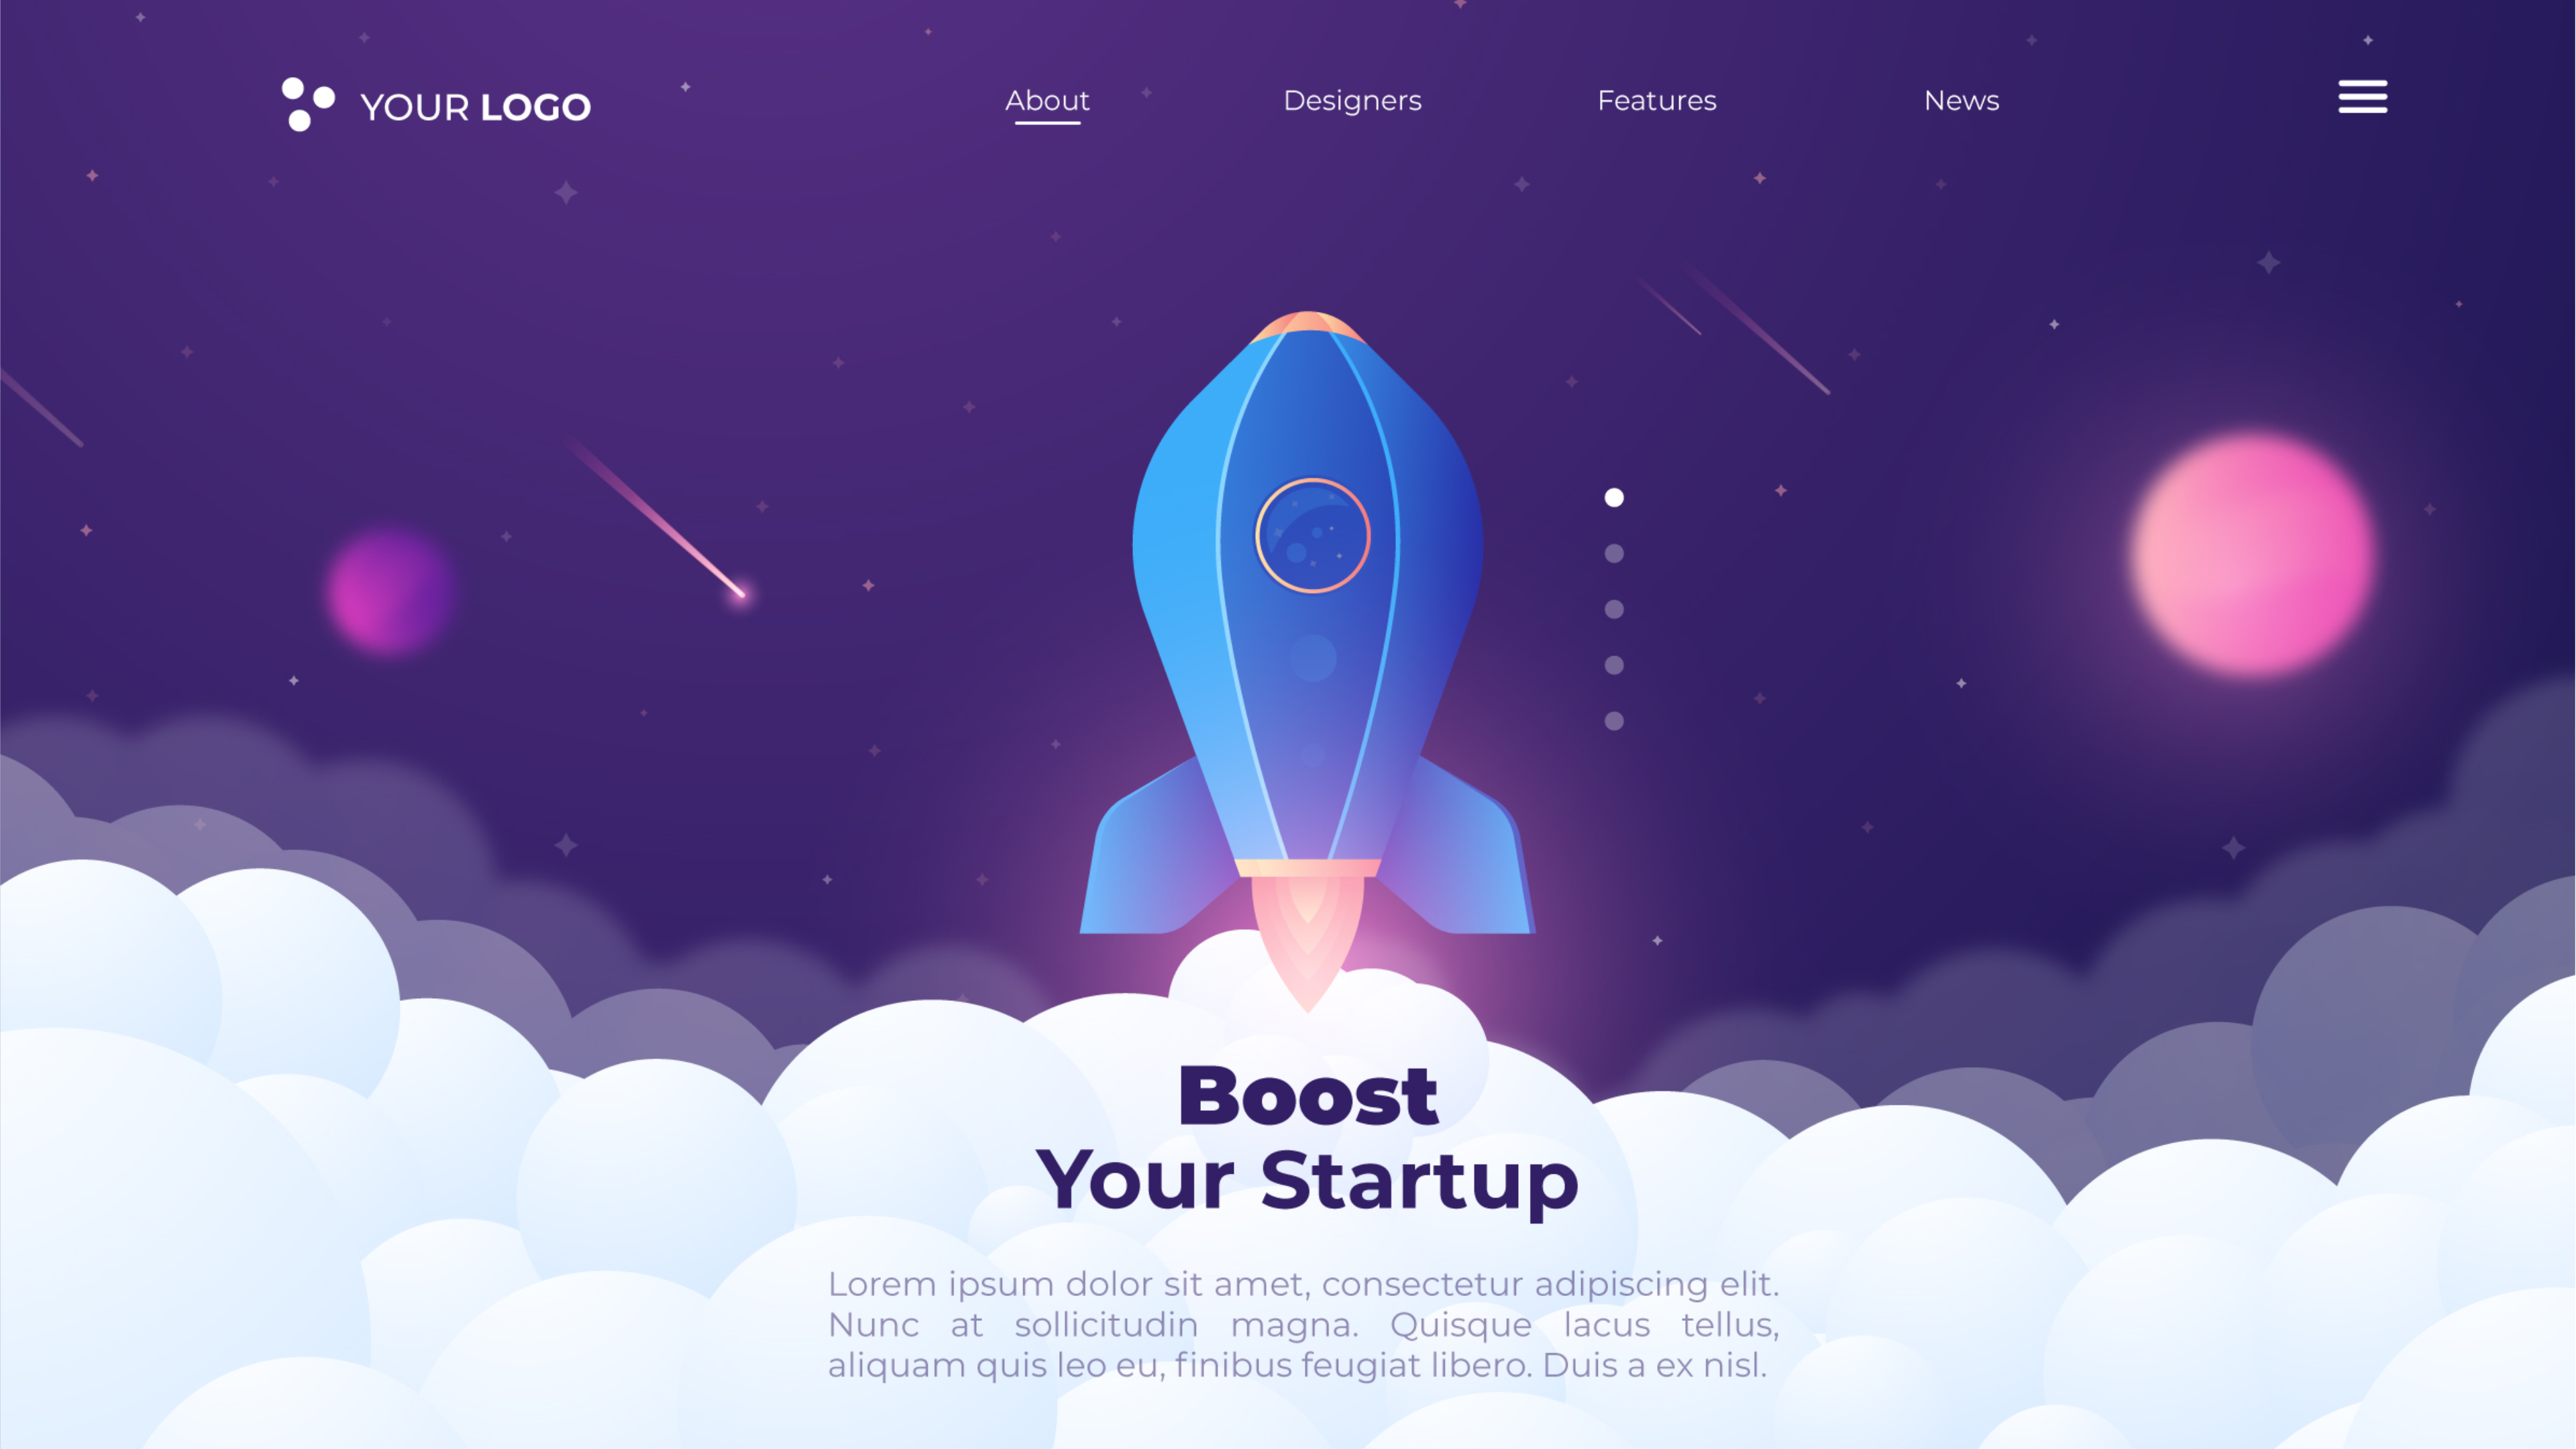 YOUR LOGO
About
Designers
Features
News
Boost
Your Startup
Lorem ipsum dolor sit amet, consectetur adipiscing elit.
Nunc at sollicitudin magna. Quisque lacus tellus,
aliquam quis leo eu, finibus feugiat libero. Duis a ex nisl.